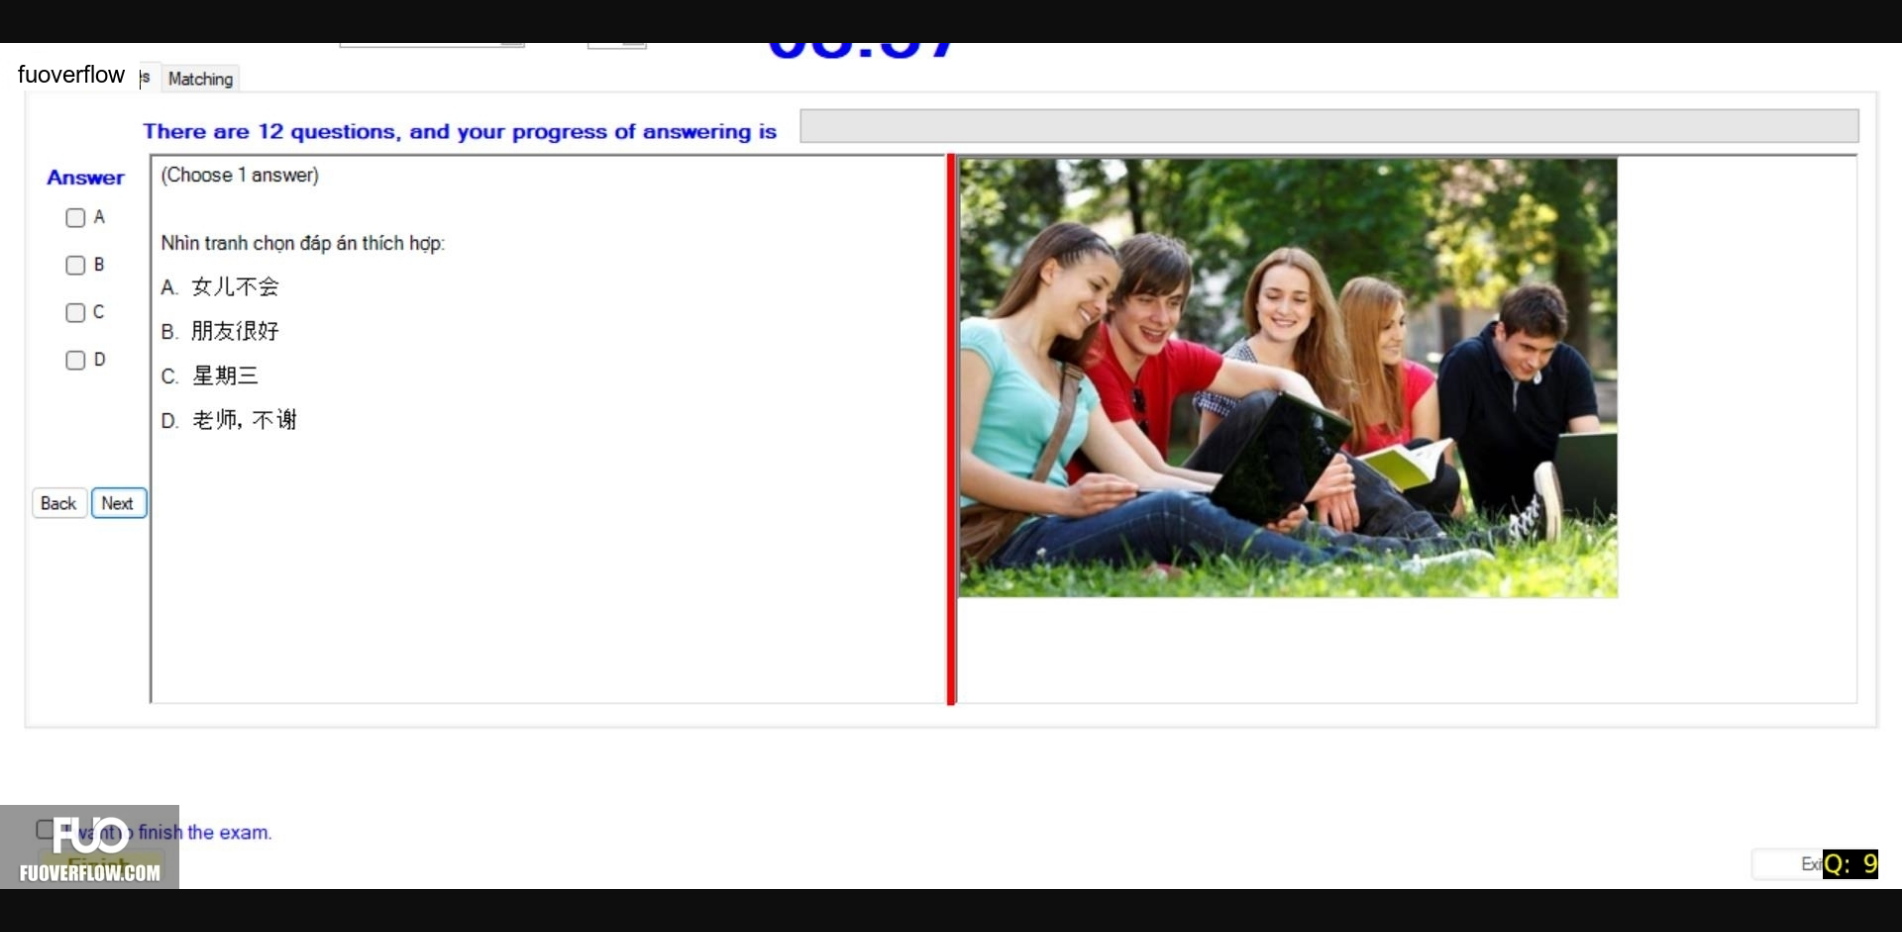 fuoverflow
Matching
There are 12 questions, and your progress of answering is
Answer
A
B
C
D
Back Next
(Choose 1 answer)
Nhìn tranh chọn đáp án thích hợp:
A. 女儿不会
B. 朋友很好
C. 星期三
D. 老师, 不谢
I want to finish the exam.
FUO
FUOVERFLOW.COM
Q: 9